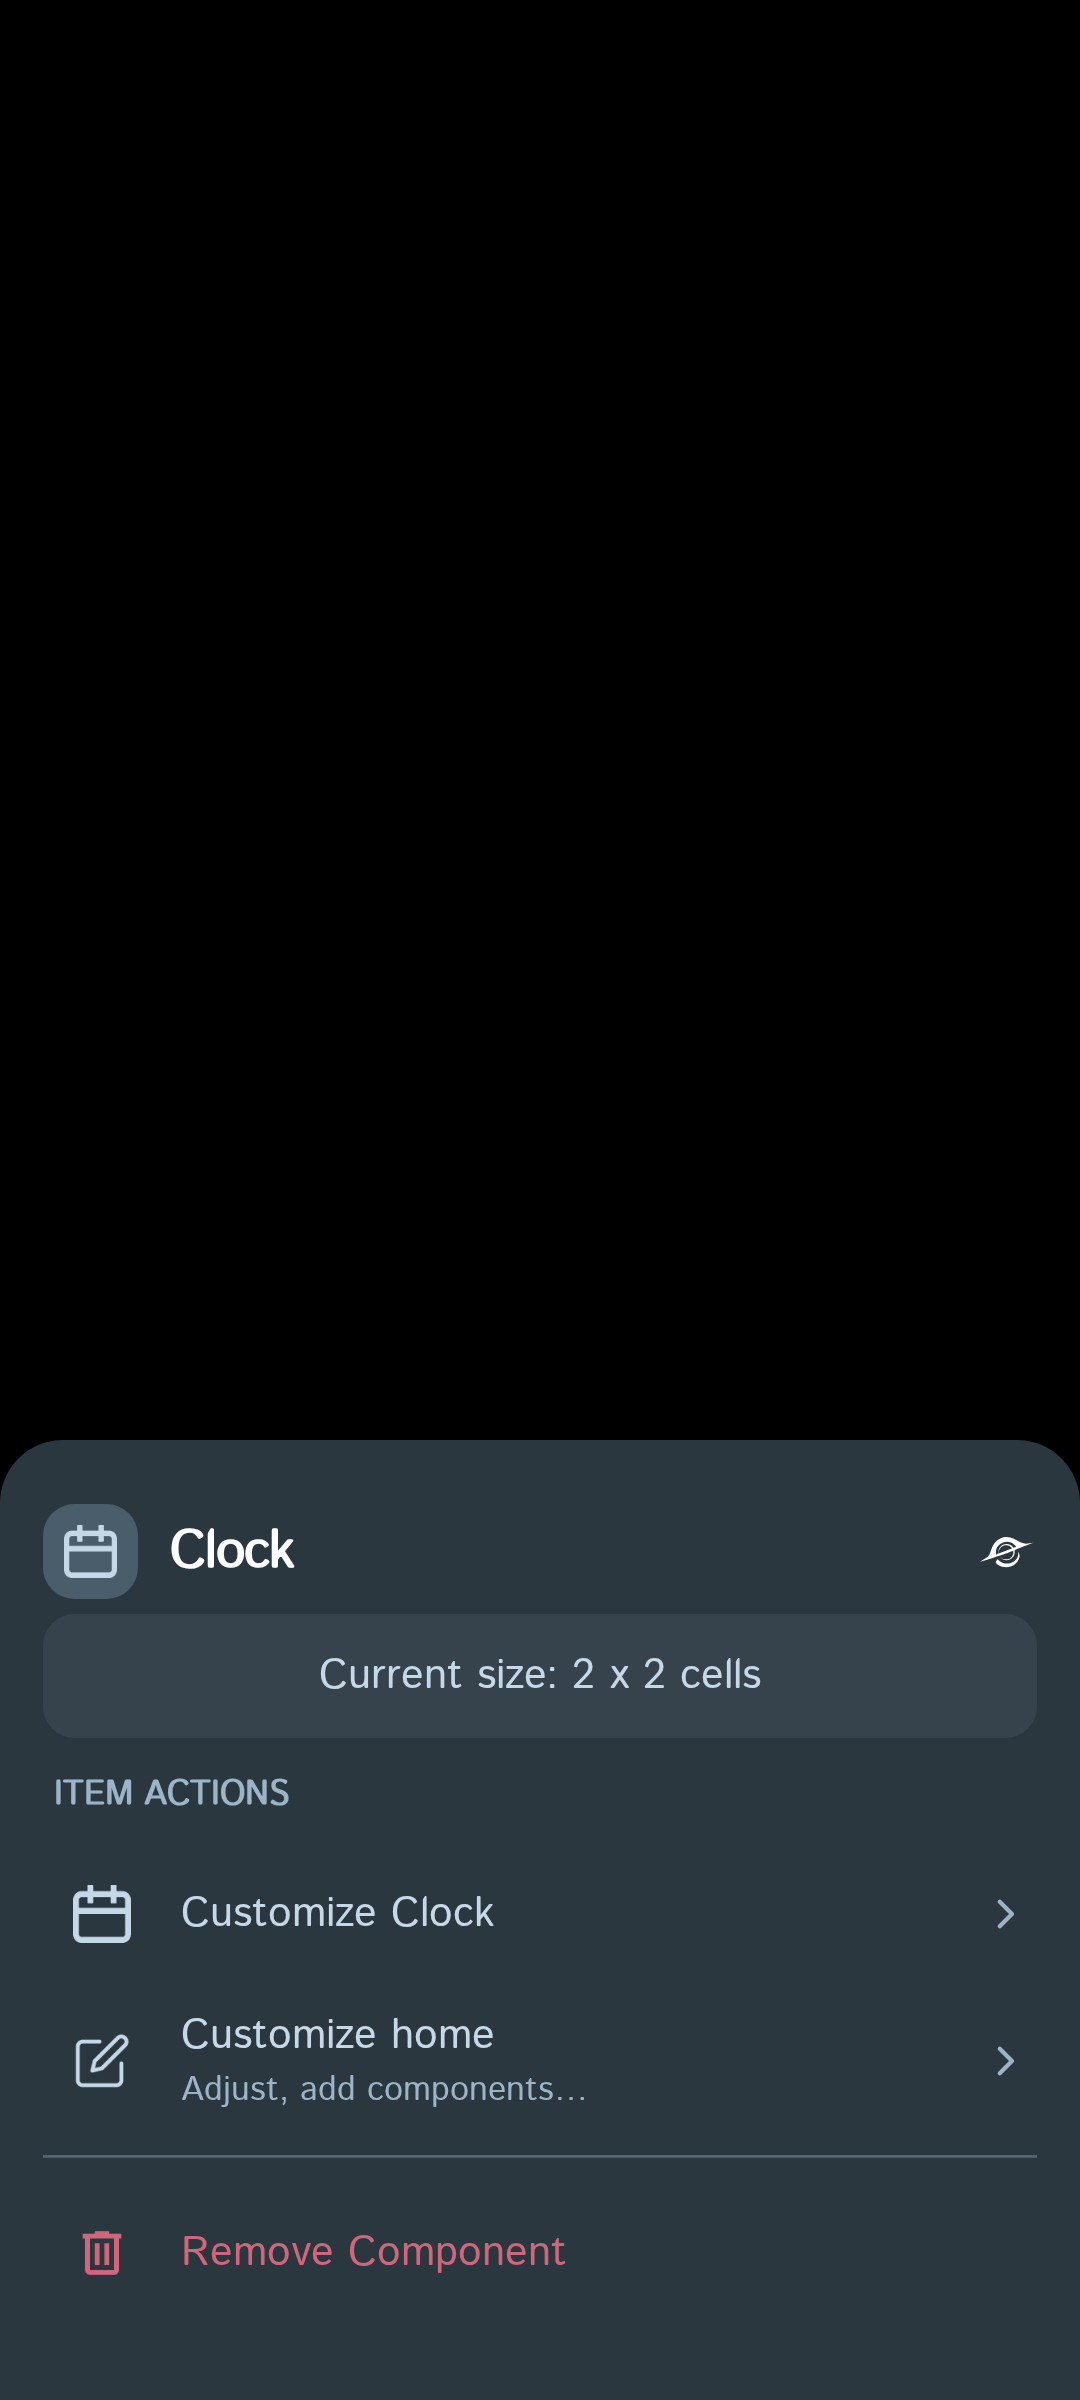 Clock
Current size: 2 x 2 cells
ITEM ACTIONS
Customize Clock
Customize home
Adjust, add components...
Remove Component